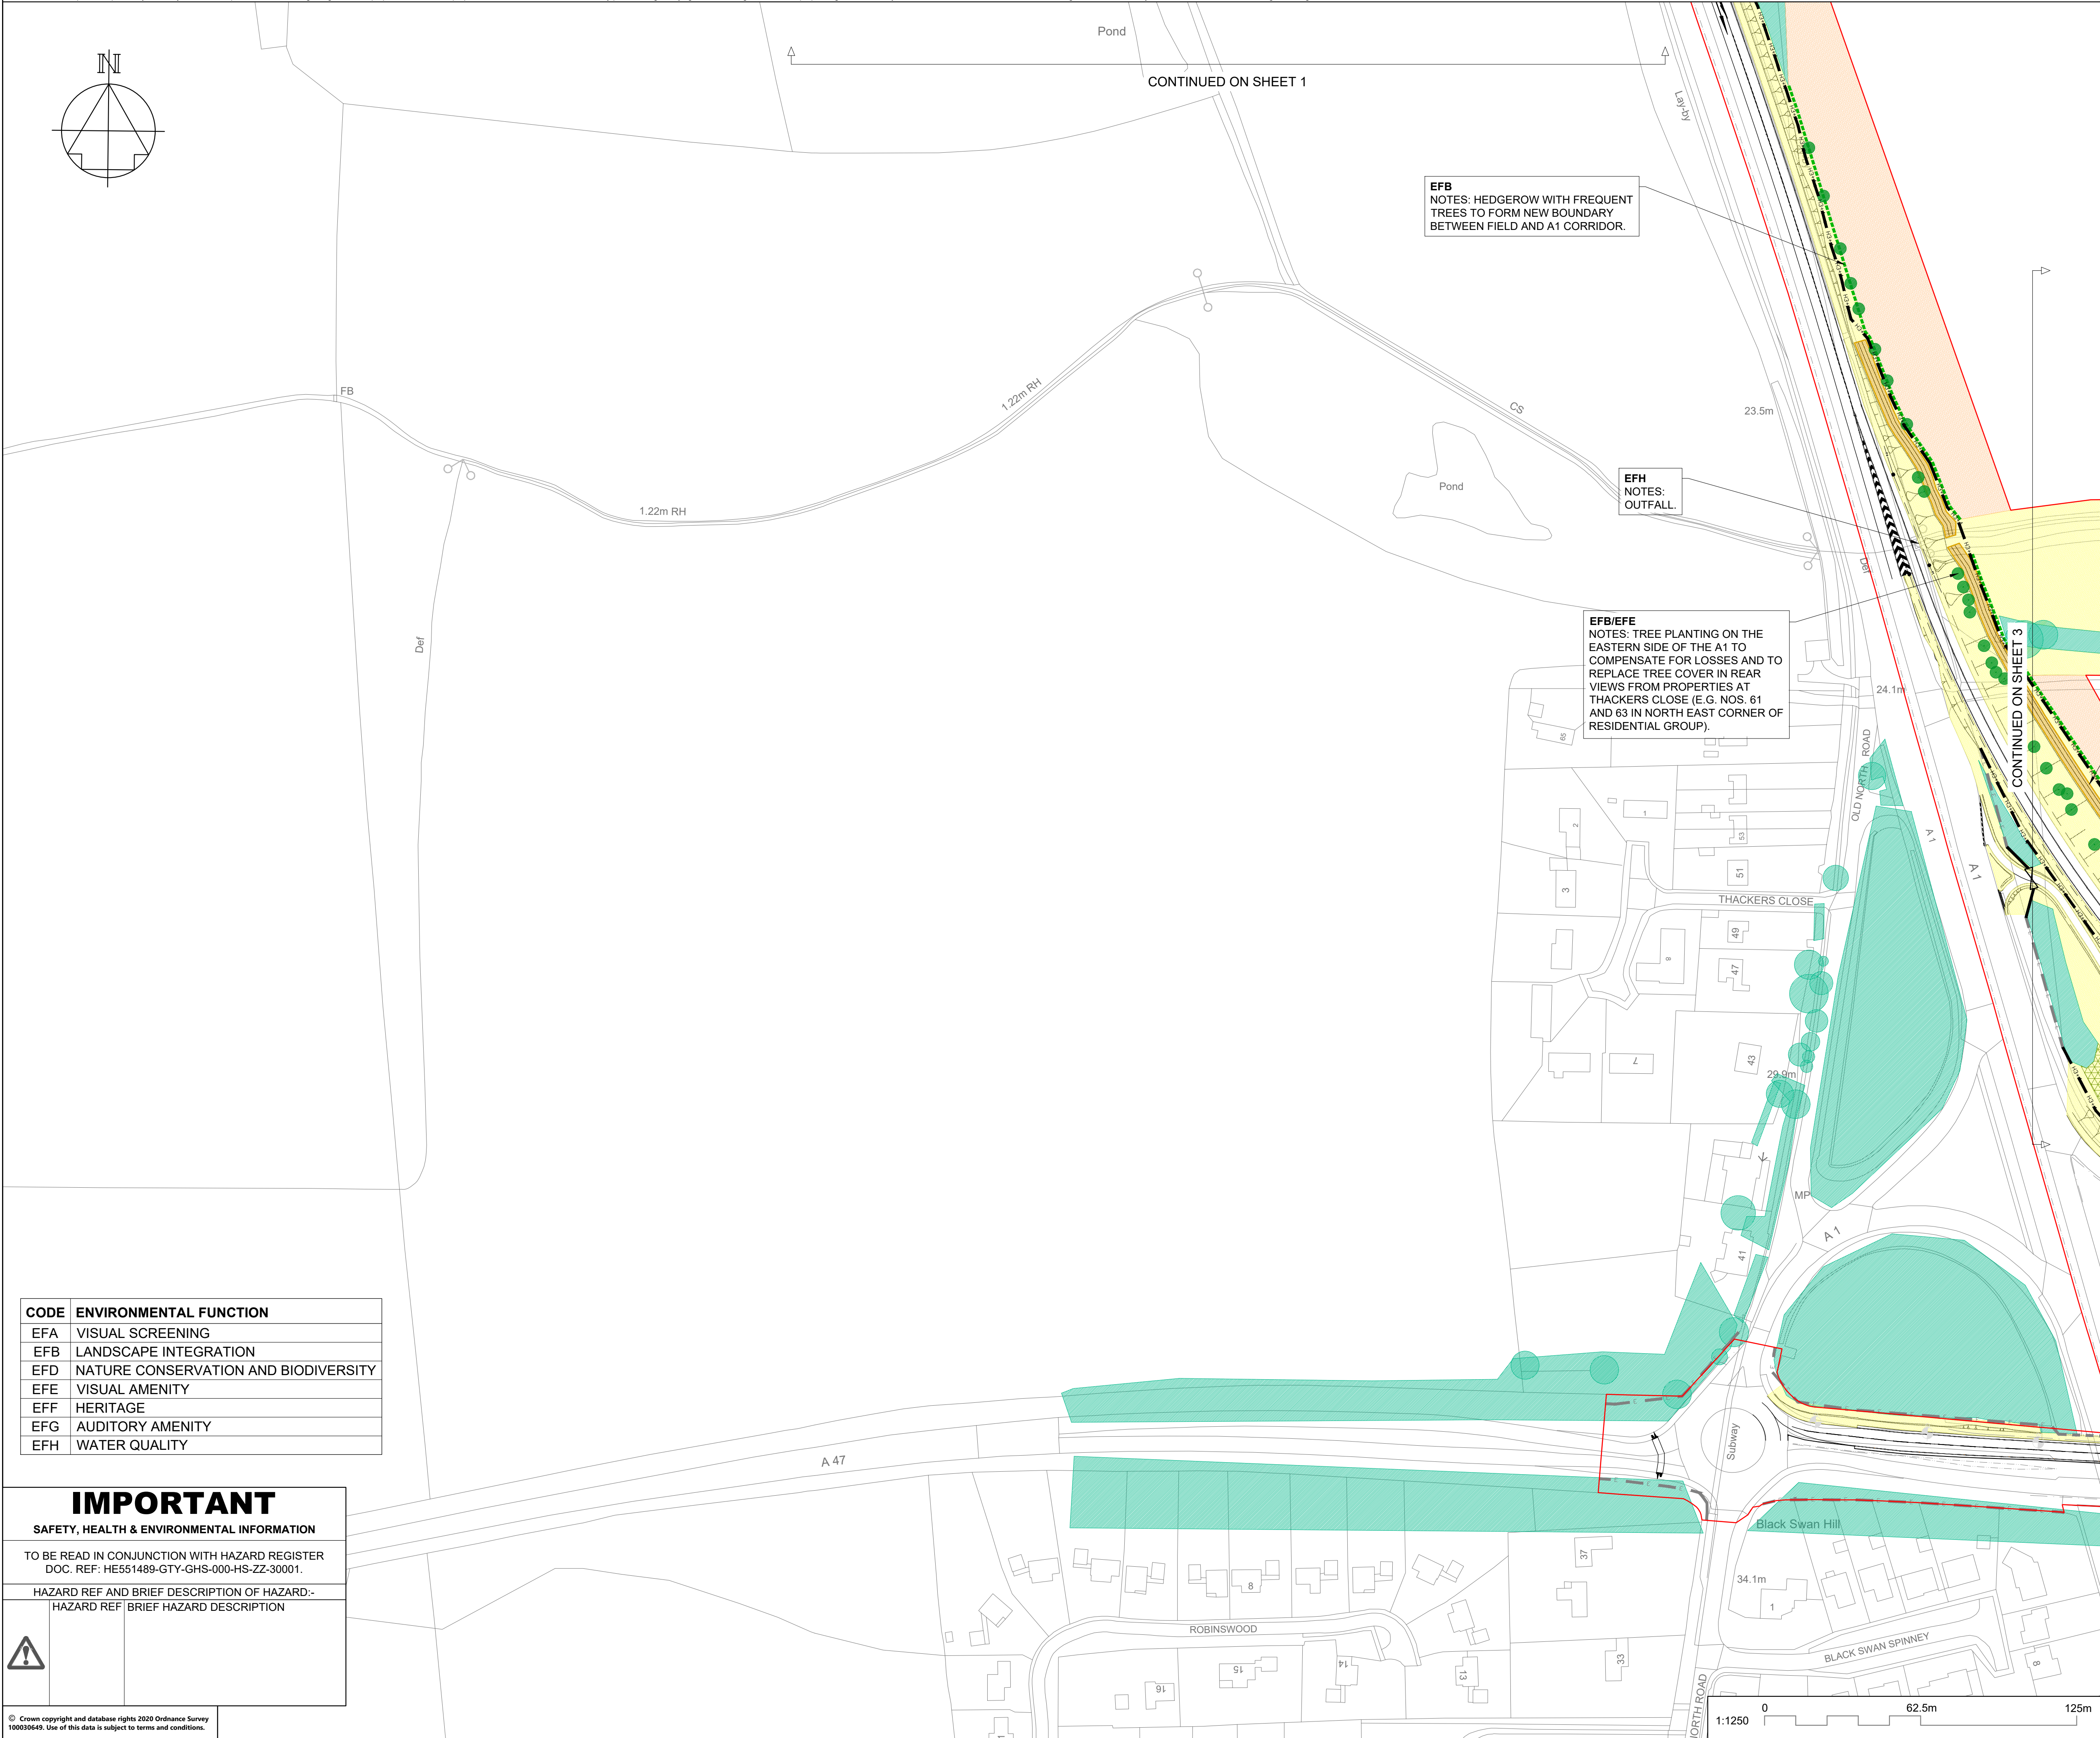 N
Pond
CONTINUED ON SHEET 1
Lay-by
EFB
NOTES: HEDGEROW WITH FREQUENT
TREES TO FORM NEW BOUNDARY
BETWEEN FIELD AND A1 CORRIDOR.
FB
1.22m RH
CS
23.5m
1.22m RH
Pond
EFH
NOTES:
OUTFALL.
Def
Def
EFB/EFE
NOTES: TREE PLANTING ON THE
EASTERN SIDE OF THE A1 TO
COMPENSATE FOR LOSSES AND TO
REPLACE TREE COVER IN REAR
VIEWS FROM PROPERTIES AT
THACKERS CLOSE (E.G. NOS. 61
AND 63 IN NORTH EAST CORNER OF
RESIDENTIAL GROUP).
CONTINUED ON SHEET 3
24.1m
65
OLD NORTH ROAD
A 1
A 1
2
1
53
3
51
THACKERS CLOSE
49
9
47
7
43
29.9m
MP
A 1
41
CODE ENVIRONMENTAL FUNCTION
EFA VISUAL SCREENING
EFB LANDSCAPE INTEGRATION
EFD NATURE CONSERVATION AND BIODIVERSITY
EFE VISUAL AMENITY
EFF HERITAGE
EFG AUDITORY AMENITY
EFH WATER QUALITY
A 47
Subway
IMPORTANT
SAFETY, HEALTH & ENVIRONMENTAL INFORMATION
TO BE READ IN CONJUNCTION WITH HAZARD REGISTER
DOC. REF: HE551489-GTY-GHS-000-HS-ZZ-30001.
HAZARD REF AND BRIEF DESCRIPTION OF HAZARD:-
HAZARD REF BRIEF HAZARD DESCRIPTION
Black Swan Hill
37
8
34.1m
1
ROBINSWOOD
BLACK SWAN SPINNEY
15
14
13
33
8
16
NORTH ROAD
© Crown copyright and database rights 2020 Ordnance Survey
100030649. Use of this data is subject to terms and conditions.
1:1250
0 62.5m 125m